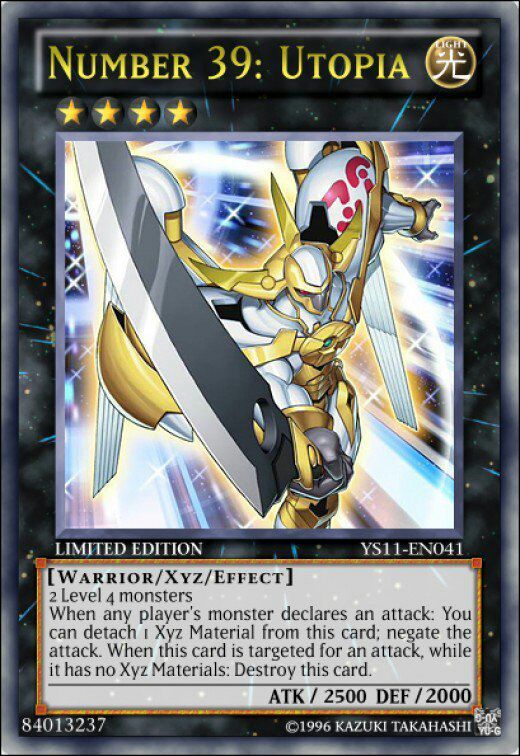 NUMBER 39: UTOPIA
LIGHT
光
LIMITED EDITION
YS11-EN041
[WARRIOR/XYZ/EFFECT]
2 Level 4 monsters
When any player's monster declares an attack: You
can detach 1 Xyz Material from this card; negate the
attack. When this card is targeted for an attack, while
it has no Xyz Materials: Destroy this card.
ATK / 2500 DEF / 2000
84013237
©1996 KAZUKI TAKAHASHI